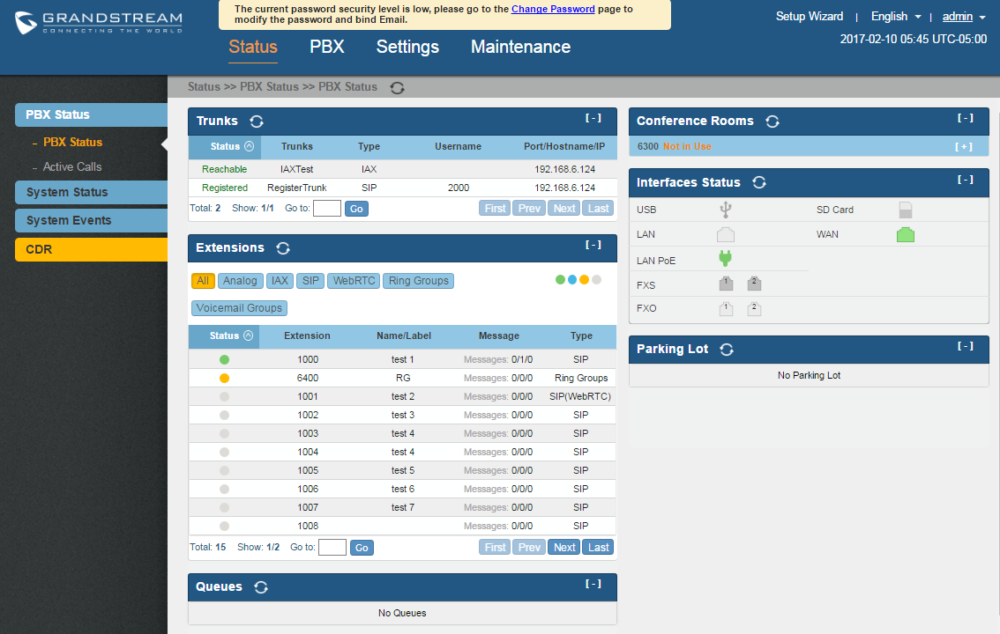 GRANDSTREAM
CONNECTING THE WORLD
The current password security level is low, please go to the Change Password page to
modify the password and bind Email.
Setup Wizard | English | admin
2017-02-10 05:45 UTC-05:00
Status PBX Settings Maintenance
Status >> PBX Status >> PBX Status
PBX Status
- PBX Status
- Active Calls
System Status
System Events
CDR
Trunks [ - ]
Status Trunks Type Username Port/Hostname/IP
Reachable IAXTest IAX 192.168.6.124
Registered RegisterTrunk SIP 2000 192.168.6.124
Total: 2 Show: 1/1 Go to: Go First Prev Next Last
Extensions [ - ]
All Analog IAX SIP WebRTC Ring Groups
Voicemail Groups
Status Extension Name/Label Message Type
1000 test 1 Messages: 0/1/0 SIP
6400 RG Messages: 0/0/0 Ring Groups
1001 test 2 Messages: 0/0/0 SIP(WebRTC)
1002 test 3 Messages: 0/0/0 SIP
1003 test 4 Messages: 0/0/0 SIP
1004 test 4 Messages: 0/0/0 SIP
1005 test 5 Messages: 0/0/0 SIP
1006 test 6 Messages: 0/0/0 SIP
1007 test 7 Messages: 0/0/0 SIP
1008 Messages: 0/0/0 SIP
Total: 15 Show: 1/2 Go to: Go First Prev Next Last
Queues [ - ]
No Queues
Conference Rooms [ - ]
6300 Not in Use [ + ]
Interfaces Status [ - ]
USB SD Card
LAN WAN
LAN PoE
FXS 1 2
FXO 1 2
Parking Lot [ - ]
No Parking Lot